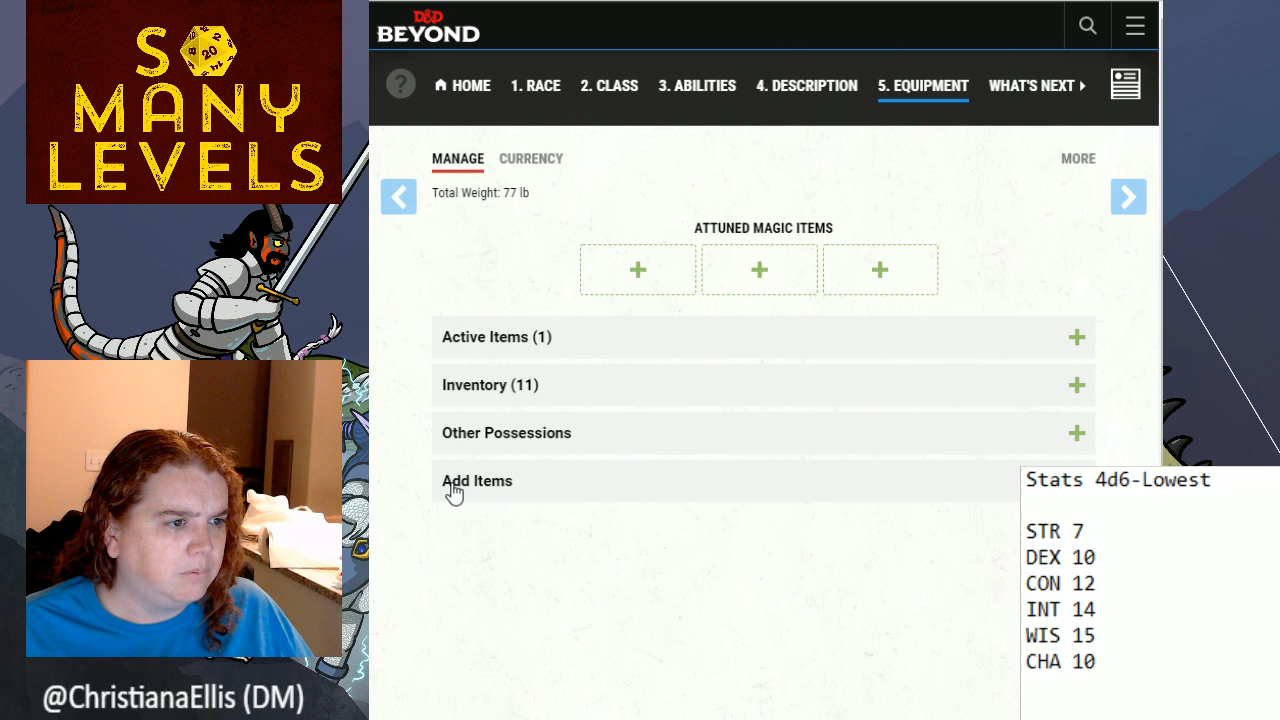 SO
MANY
LEVELS
@ChristianaEllis (DM)
D&D
BEYOND
? HOME 1. RACE 2. CLASS 3. ABILITIES 4. DESCRIPTION 5. EQUIPMENT WHAT'S NEXT
MANAGE CURRENCY MORE
Total Weight: 77 lb
ATTUNED MAGIC ITEMS
+ + +
Active Items (1) +
Inventory (11) +
Other Possessions +
Add Items
Stats 4d6-Lowest
STR 7
DEX 10
CON 12
INT 14
WIS 15
CHA 10